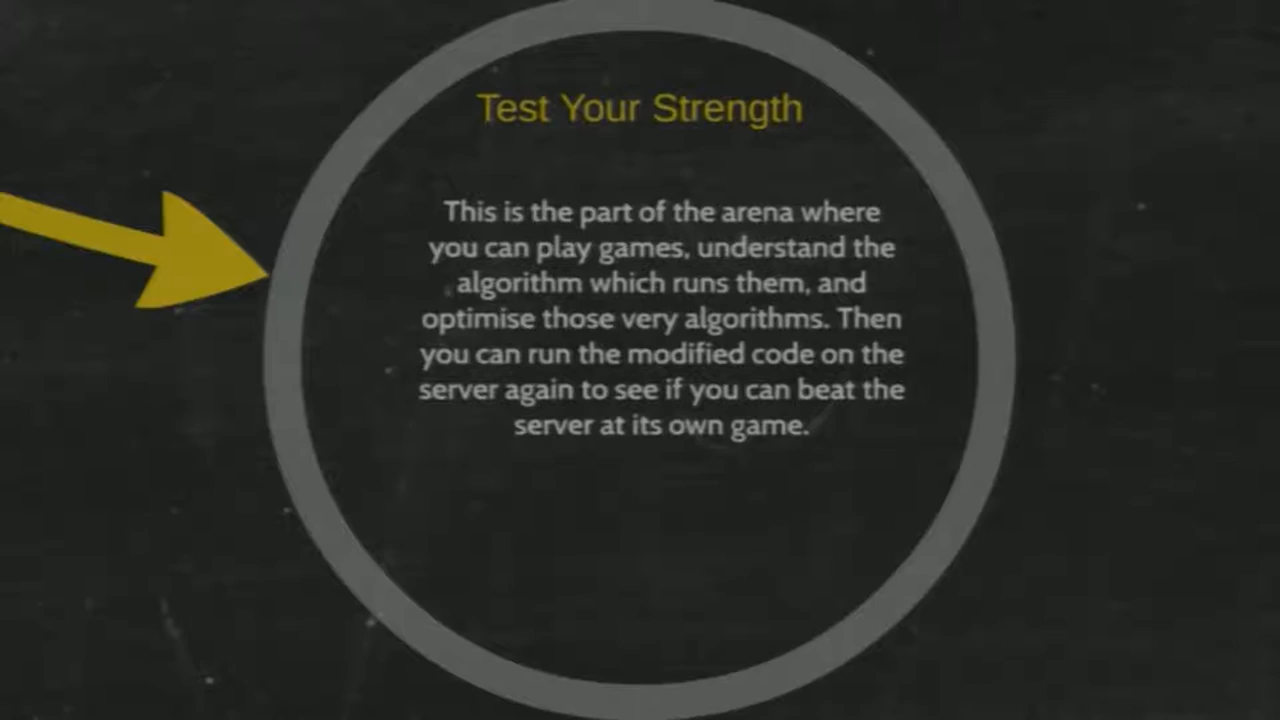 Test Your Strength
This is the part of the arena where
you can play games, understand the
algorithm which runs them, and
optimise those very algorithms. Then
you can run the modified code on the
server again to see if you can beat the
server at its own game.